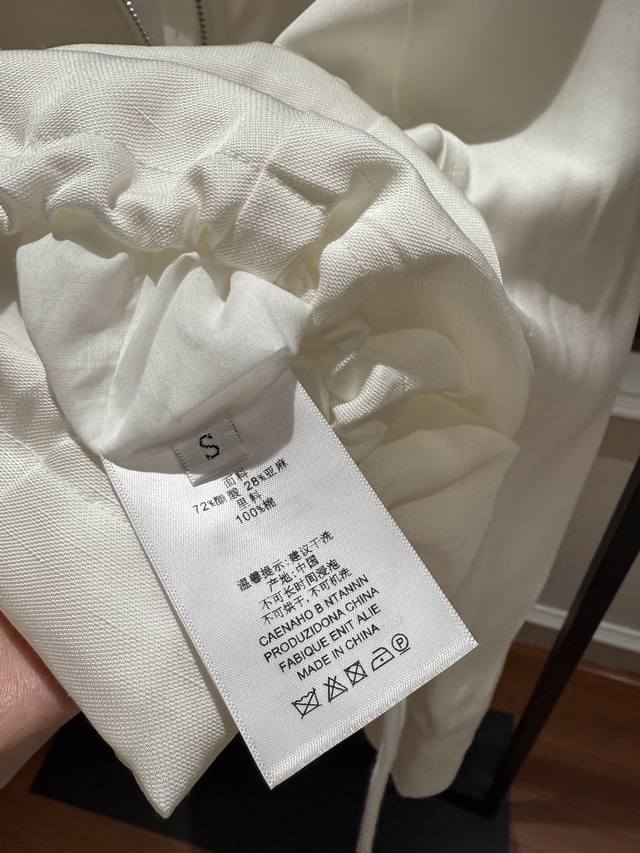 S
面料
72%醋酸 28%亚麻
里料
100%棉
温馨提示:建议干洗
产地:中国
不可长时间浸泡
不可烘干,不可机洗
CAENAHO B NTANNN
PRODUZIDONA CHINA
FABIQUE ENIT ALIE
MADE IN CHINA
P